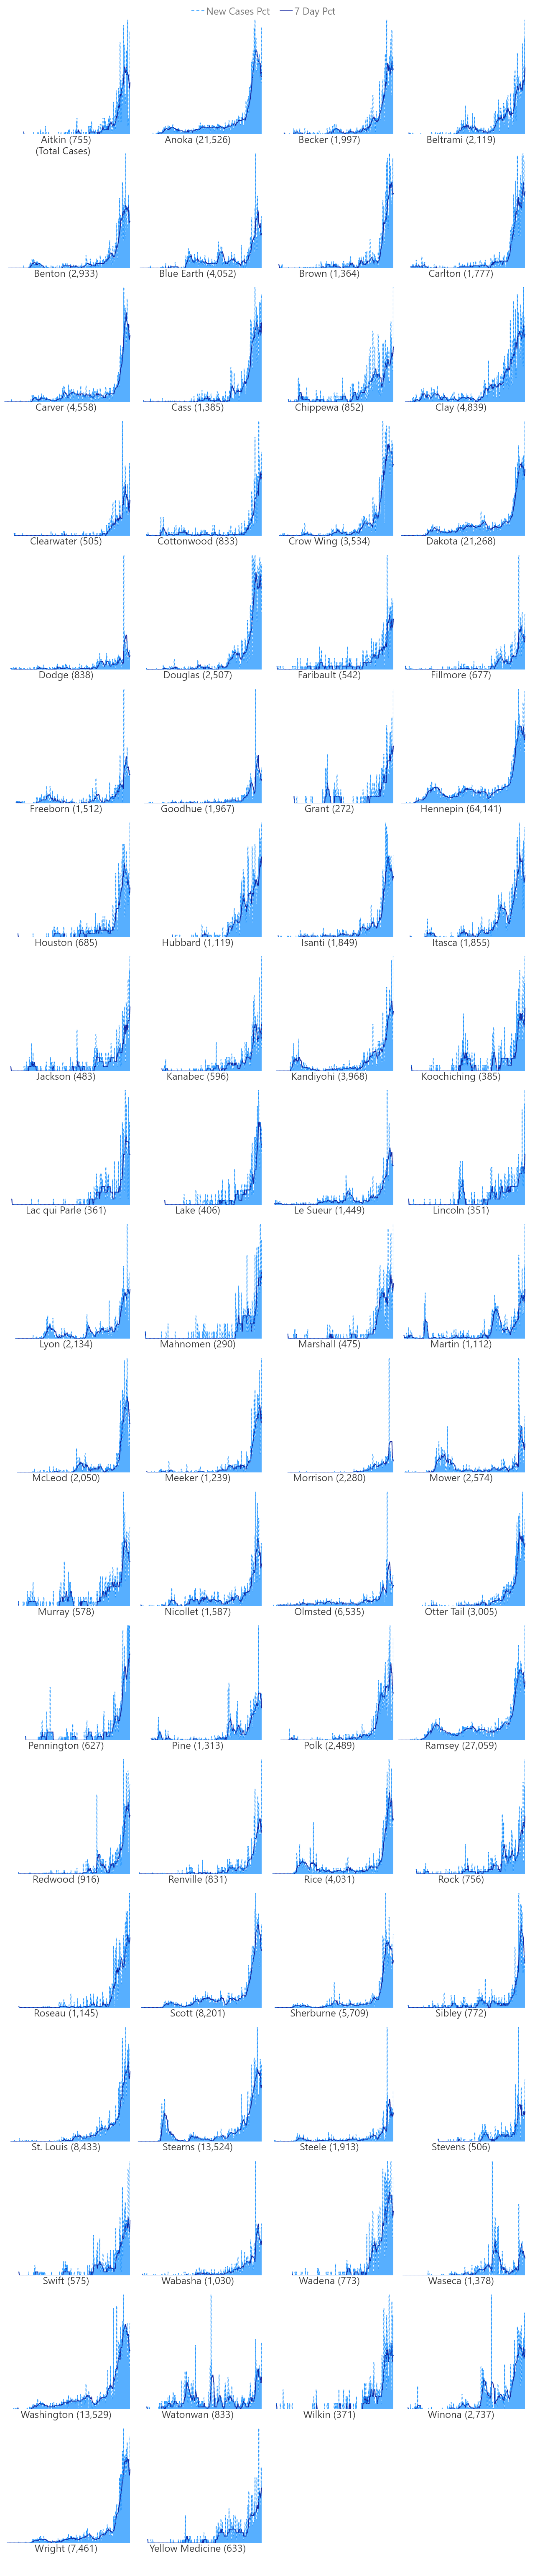 New Cases Pct 7 Day Pct
Aitkin (755) Anoka (21,526) Becker (1,997) Beltrami (2,119)
(Total Cases)
Benton (2,933) Blue Earth (4,052) Brown (1,364) Carlton (1,777)
Carver (4,558) Cass (1,385) Chippewa (852) Clay (4,839)
Clearwater (505) Cottonwood (833) Crow Wing (3,534) Dakota (21,268)
Dodge (838) Douglas (2,507) Faribault (542) Fillmore (677)
Freeborn (1,512) Goodhue (1,967) Grant (272) Hennepin (64,141)
Houston (685) Hubbard (1,119) Isanti (1,849) Itasca (1,855)
Jackson (483) Kanabec (596) Kandiyohi (3,968) Koochiching (385)
Lac qui Parle (361) Lake (406) Le Sueur (1,449) Lincoln (351)
Lyon (2,134) Mahnomen (290) Marshall (475) Martin (1,112)
McLeod (2,050) Meeker (1,239) Morrison (2,280) Mower (2,574)
Murray (578) Nicollet (1,587) Olmsted (6,535) Otter Tail (3,005)
Pennington (627) Pine (1,313) Polk (2,489) Ramsey (27,059)
Redwood (916) Renville (831) Rice (4,031) Rock (756)
Roseau (1,145) Scott (8,201) Sherburne (5,709) Sibley (772)
St. Louis (8,433) Stearns (13,524) Steele (1,913) Stevens (506)
Swift (575) Wabasha (1,030) Wadena (773) Waseca (1,378)
Washington (13,529) Watonwan (833) Wilkin (371) Winona (2,737)
Wright (7,461) Yellow Medicine (633)